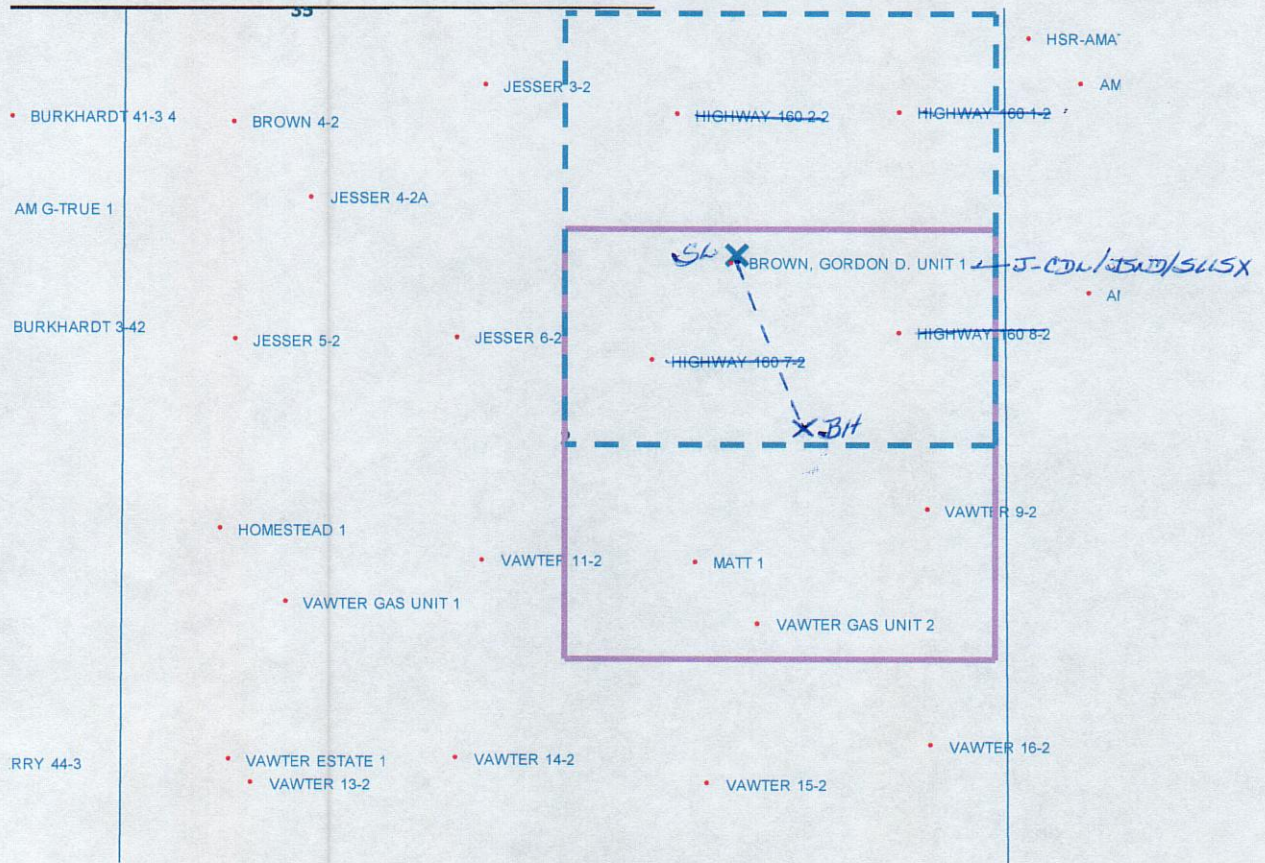 35
HSR-AMA
JESSER 3-2
AM
BURKHARDT 41-3 4
BROWN 4-2
HIGHWAY 160 2-2
HIGHWAY 160 1-2
JESSER 4-2A
AM G-TRUE 1
SL
BROWN, GORDON D. UNIT 1
J-CDL/JSND/SUSSX
BURKHARDT 3-42
JESSER 5-2
JESSER 6-2
HIGHWAY 160 8-2
HIGHWAY 160 7-2
BH
VAWTER 9-2
HOMESTEAD 1
VAWTER 11-2
MATT 1
VAWTER GAS UNIT 1
VAWTER GAS UNIT 2
RRY 44-3
VAWTER ESTATE 1
VAWTER 14-2
VAWTER 16-2
VAWTER 13-2
VAWTER 15-2